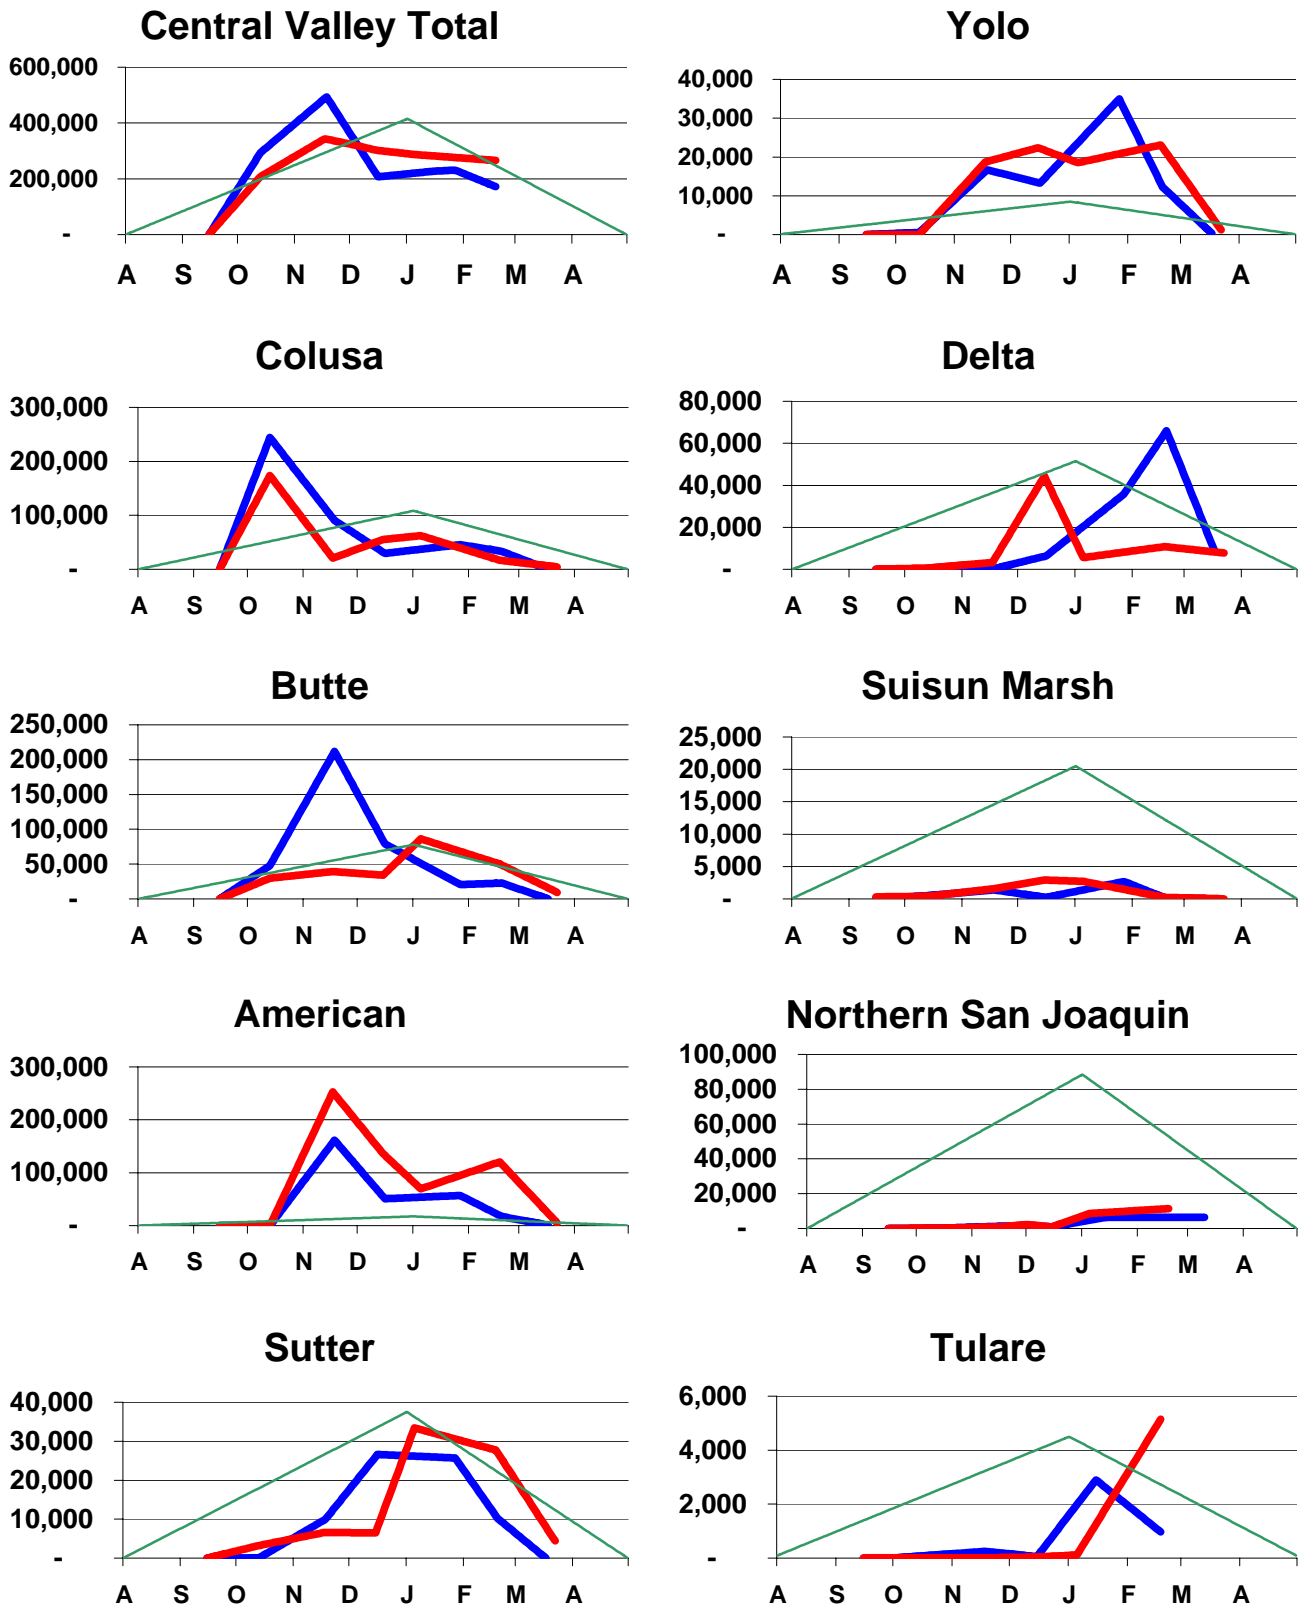 Central Valley Total
600,000
400,000
200,000
-
A S O N D J F M A
Yolo
40,000
30,000
20,000
10,000
-
A S O N D J F M A
Colusa
300,000
200,000
100,000
-
A S O N D J F M A
Delta
80,000
60,000
40,000
20,000
-
A S O N D J F M A
Butte
250,000
200,000
150,000
100,000
50,000
-
A S O N D J F M A
Suisun Marsh
25,000
20,000
15,000
10,000
5,000
-
A S O N D J F M A
American
300,000
200,000
100,000
-
A S O N D J F M A
Northern San Joaquin
100,000
80,000
60,000
40,000
20,000
-
A S O N D J F M A
Sutter
40,000
30,000
20,000
10,000
-
A S O N D J F M A
Tulare
6,000
4,000
2,000
-
A S O N D J F M A